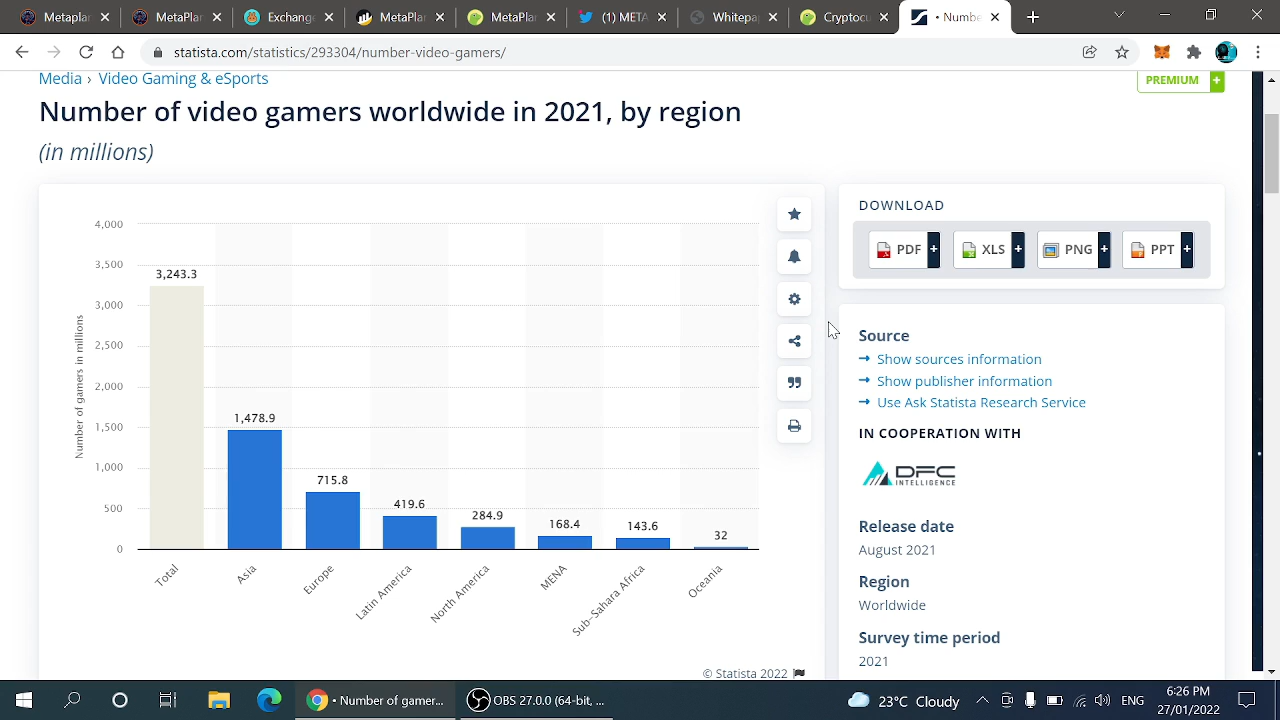 MetaPla
Cryptoc
MetaPla
MetaPla
(1) META
Whitepa
Cryptoc
• Numbe
statista.com/statistics/293304/number-video-gamers/
Media › Video Gaming & eSports
PREMIUM +
Number of video gamers worldwide in 2021, by region
(in millions)
DOWNLOAD
PDF + XLS + PNG + PPT +
Number of gamers in millions
4,000
3,500
3,000
2,500
2,000
1,500
1,000
500
0
3,243.3
1,478.9
715.8
419.6
284.9
168.4
143.6
32
Total
Asia
Europe
Latin America
North America
MENA
Sub-Sahara Africa
Oceania
© Statista 2022
Source
→ Show sources information
→ Show publisher information
→ Use Ask Statista Research Service
IN COOPERATION WITH
DFC
INTELLIGENCE
Release date
August 2021
Region
Worldwide
Survey time period
2021
• Number of gamer...
OBS 27.0.0 (64-bit, ...
23°C Cloudy
ENG
6:26 PM
27/01/2022